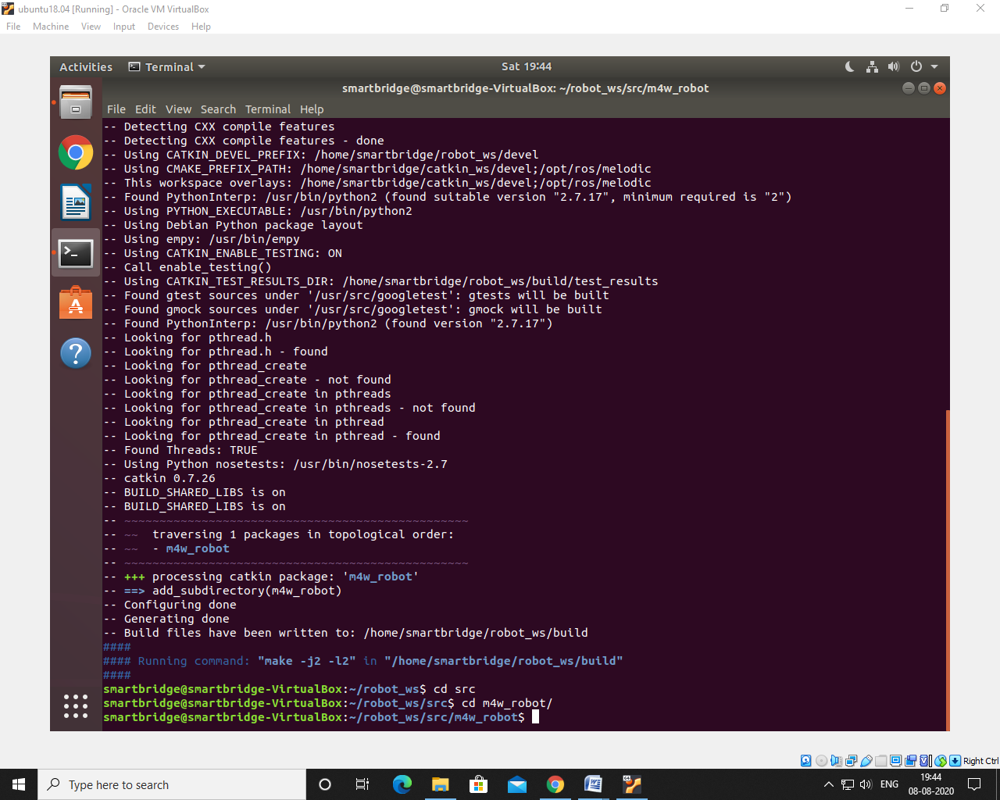 ubuntu18.04 [Running] - Oracle VM VirtualBox
File Machine View Input Devices Help
Activities Terminal Sat 19:44
smartbridge@smartbridge-VirtualBox: ~/robot_ws/src/m4w_robot
File Edit View Search Terminal Help
-- Detecting CXX compile features
-- Detecting CXX compile features - done
-- Using CATKIN_DEVEL_PREFIX: /home/smartbridge/robot_ws/devel
-- Using CMAKE_PREFIX_PATH: /home/smartbridge/catkin_ws/devel;/opt/ros/melodic
-- This workspace overlays: /home/smartbridge/catkin_ws/devel;/opt/ros/melodic
-- Found PythonInterp: /usr/bin/python2 (found suitable version "2.7.17", minimum required is "2")
-- Using PYTHON_EXECUTABLE: /usr/bin/python2
-- Using Debian Python package layout
-- Using empy: /usr/bin/empy
-- Using CATKIN_ENABLE_TESTING: ON
-- Call enable_testing()
-- Using CATKIN_TEST_RESULTS_DIR: /home/smartbridge/robot_ws/build/test_results
-- Found gtest sources under '/usr/src/googletest': gtests will be built
-- Found gmock sources under '/usr/src/googletest': gmock will be built
-- Found PythonInterp: /usr/bin/python2 (found version "2.7.17")
-- Looking for pthread.h
-- Looking for pthread.h - found
-- Looking for pthread_create
-- Looking for pthread_create - not found
-- Looking for pthread_create in pthreads
-- Looking for pthread_create in pthreads - not found
-- Looking for pthread_create in pthread
-- Looking for pthread_create in pthread - found
-- Found Threads: TRUE
-- Using Python nosetests: /usr/bin/nosetests-2.7
-- catkin 0.7.26
-- BUILD_SHARED_LIBS is on
-- BUILD_SHARED_LIBS is on
-- ~~~~~~~~~~~~~~~~~~~~~~~~~~~~~~~~~~~~~~~~~~~~~~~~~
-- ~~  traversing 1 packages in topological order:
-- ~~  - m4w_robot
-- ~~~~~~~~~~~~~~~~~~~~~~~~~~~~~~~~~~~~~~~~~~~~~~~~~
-- +++ processing catkin package: 'm4w_robot'
-- ==> add_subdirectory(m4w_robot)
-- Configuring done
-- Generating done
-- Build files have been written to: /home/smartbridge/robot_ws/build
####
#### Running command: "make -j2 -l2" in "/home/smartbridge/robot_ws/build"
####
smartbridge@smartbridge-VirtualBox:~/robot_ws$ cd src
smartbridge@smartbridge-VirtualBox:~/robot_ws/src$ cd m4w_robot/
smartbridge@smartbridge-VirtualBox:~/robot_ws/src/m4w_robot$
Right Ctrl
Type here to search
ENG
19:44
08-08-2020